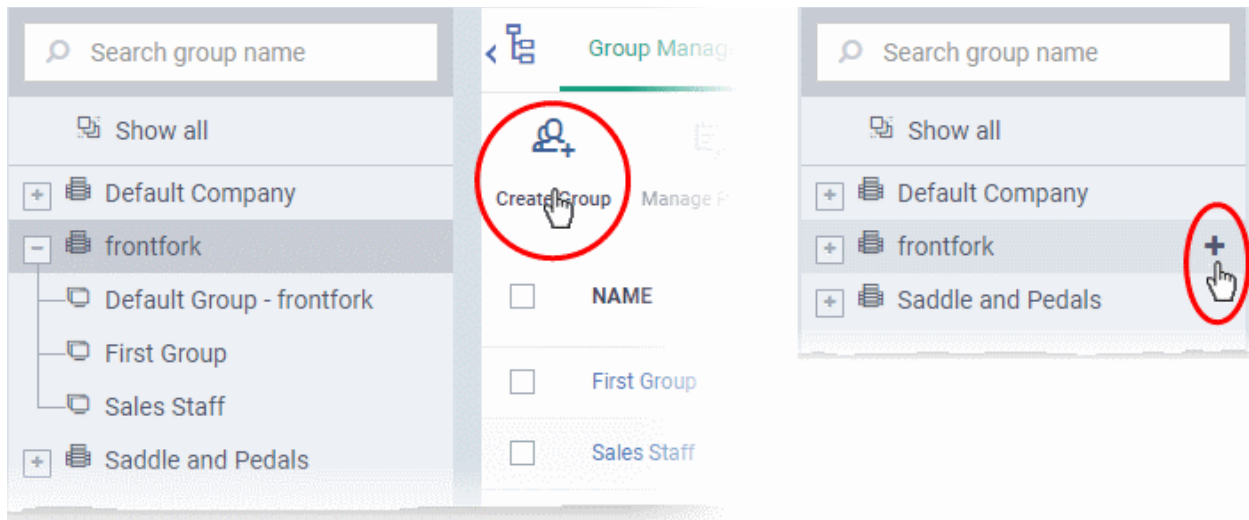 Search group name
Show all
Default Company
frontfork
Default Group - frontfork
First Group
Sales Staff
Saddle and Pedals
Group Manag
Create Group
Manage
NAME
First Group
Sales Staff
Search group name
Show all
Default Company
frontfork
Saddle and Pedals